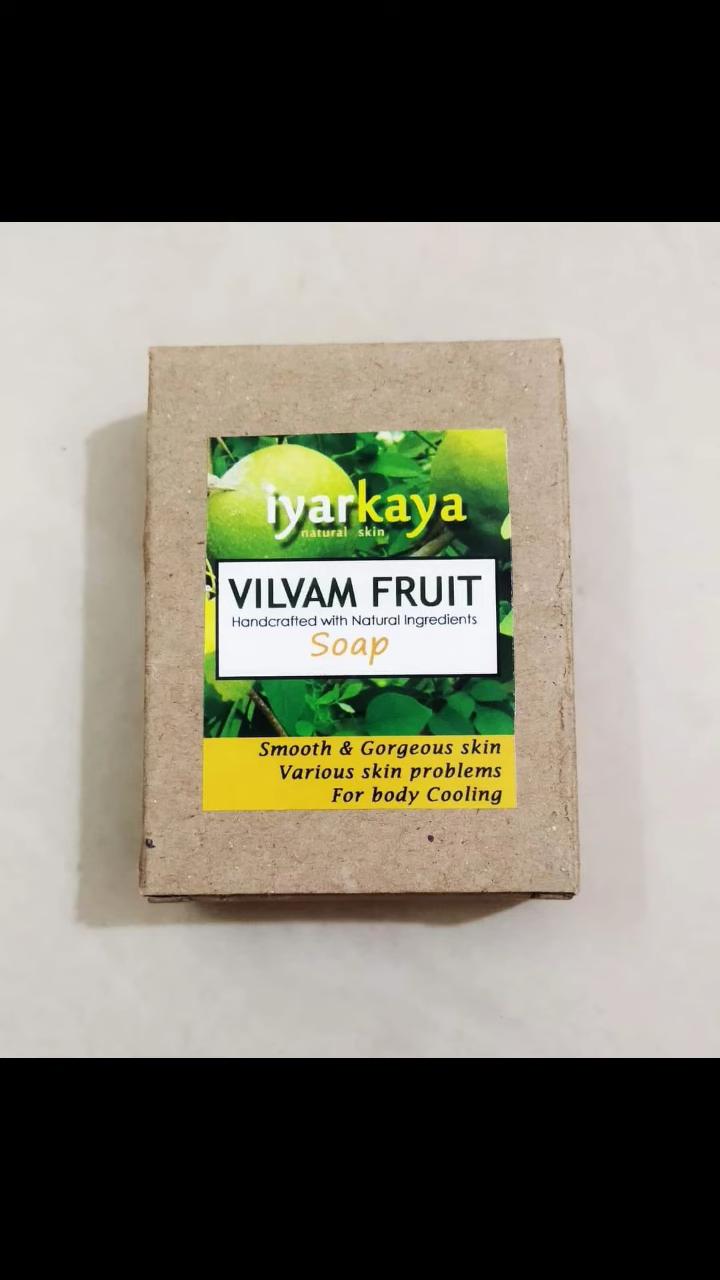 iyarkaya
natural skin
VILVAM FRUIT
Handcrafted with Natural Ingredients
Soap
Smooth & Gorgeous skin
Various skin problems
For body Cooling